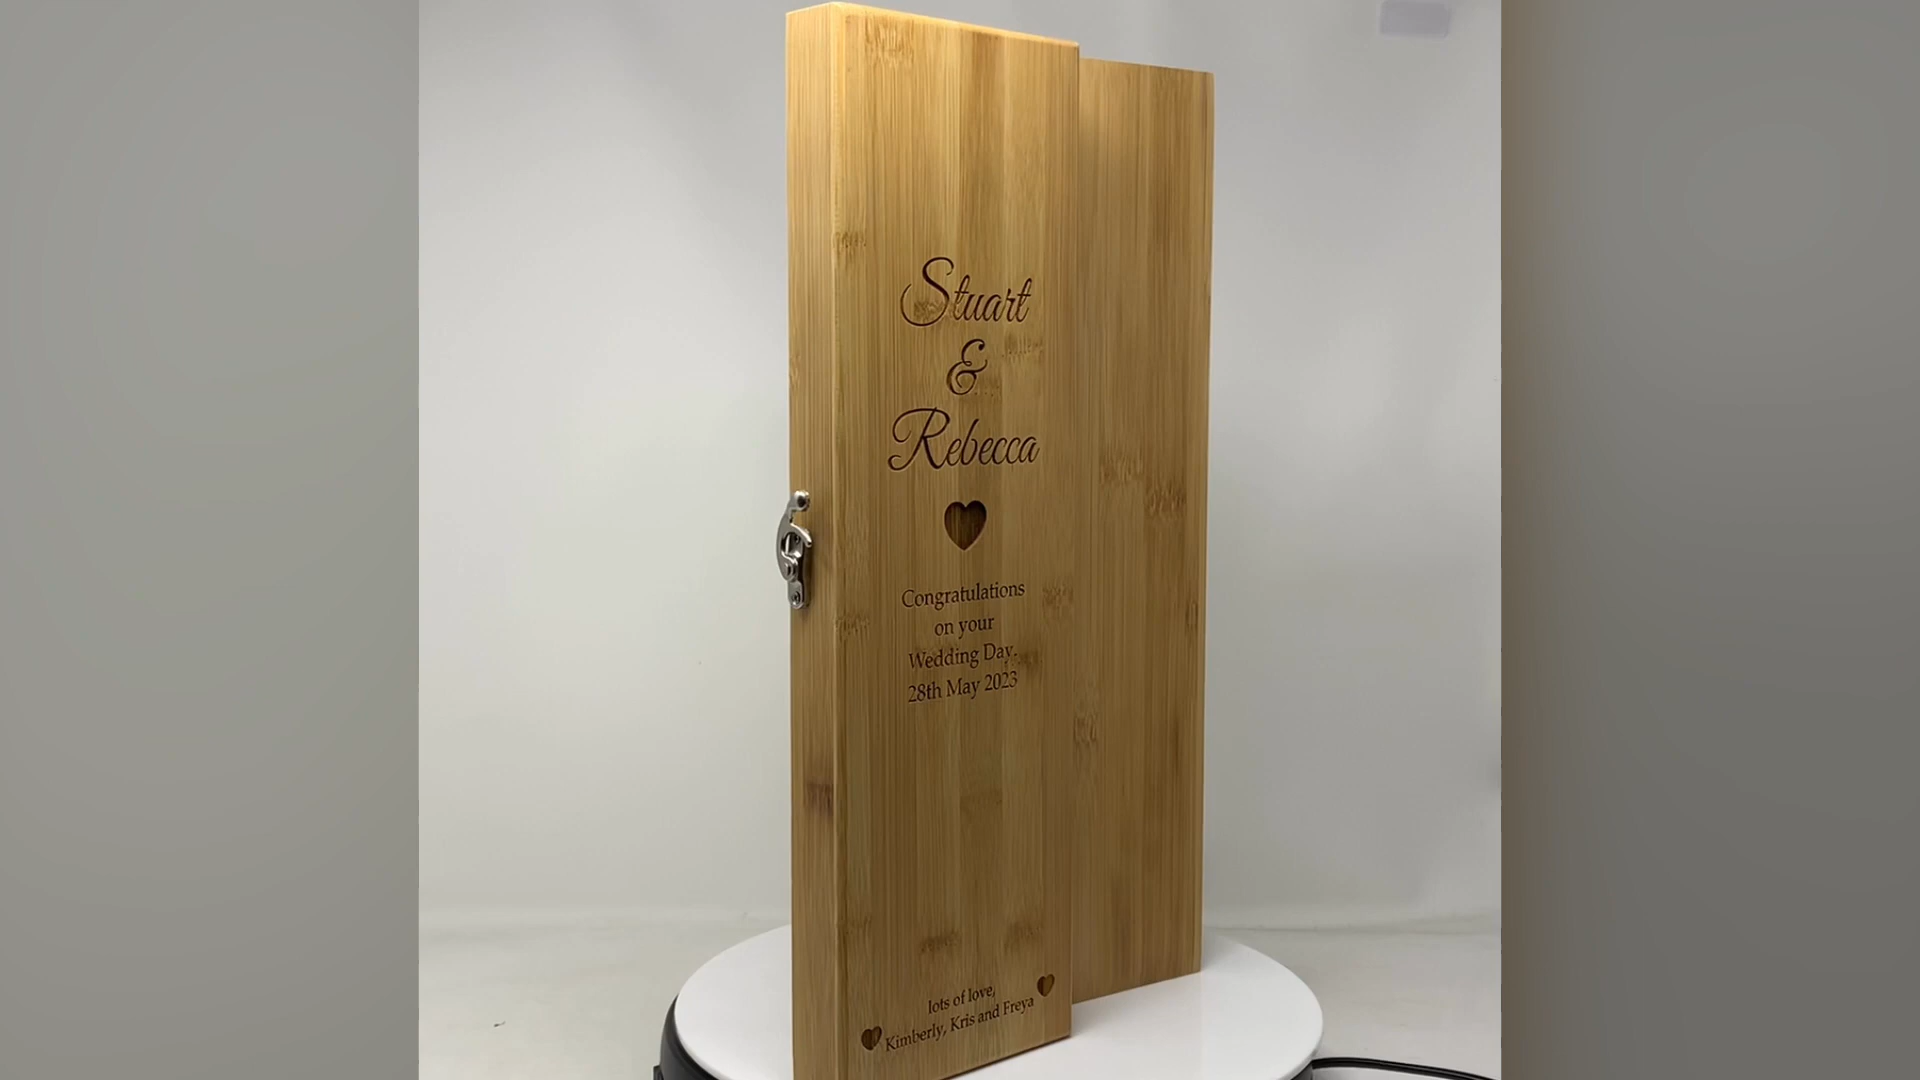 Stuart
&
Rebecca
Congratulations
on your
Wedding Day.
28th May 2023
lots of love,
Kimberly, Kris and Freya